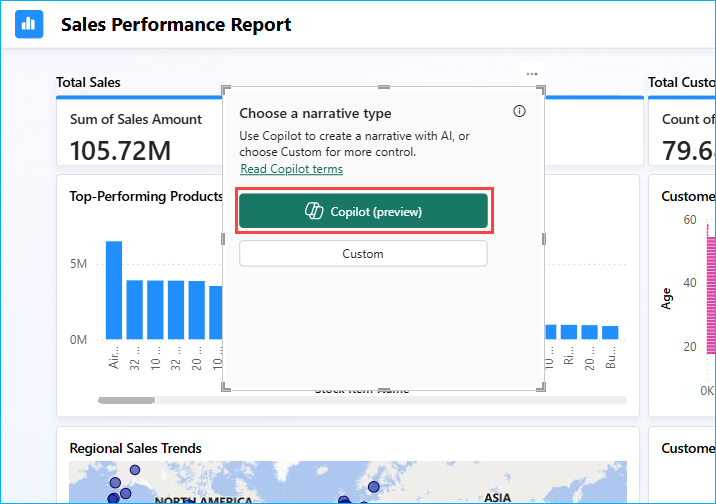 Sales Performance Report
Total Sales
Total Custo
Sum of Sales Amount
105.72M
Count of
79.6
Choose a narrative type
Use Copilot to create a narrative with AI, or
choose Custom for more control.
Read Copilot terms
Copilot (preview)
Custom
Top-Performing Products
5M
0M
Air...
32 ...
10 ...
32 ...
20 ...
10 ...
10 ...
Ri...
20 ...
Bu...
Stock Item Name
Custome
60
40
20
Age
0K
Regional Sales Trends
NORTH AMERICA
ASIA
Custome